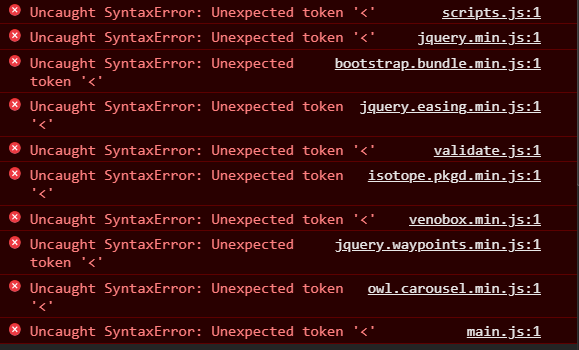 Uncaught SyntaxError: Unexpected token '<' scripts.js:1
Uncaught SyntaxError: Unexpected token '<' jquery.min.js:1
Uncaught SyntaxError: Unexpected bootstrap.bundle.min.js:1
token '<'
Uncaught SyntaxError: Unexpected token jquery.easing.min.js:1
'<'
Uncaught SyntaxError: Unexpected token '<' validate.js:1
Uncaught SyntaxError: Unexpected token isotope.pkgd.min.js:1
'<'
Uncaught SyntaxError: Unexpected token '<' venobox.min.js:1
Uncaught SyntaxError: Unexpected jquery.waypoints.min.js:1
token '<'
Uncaught SyntaxError: Unexpected token owl.carousel.min.js:1
'<'
Uncaught SyntaxError: Unexpected token '<' main.js:1